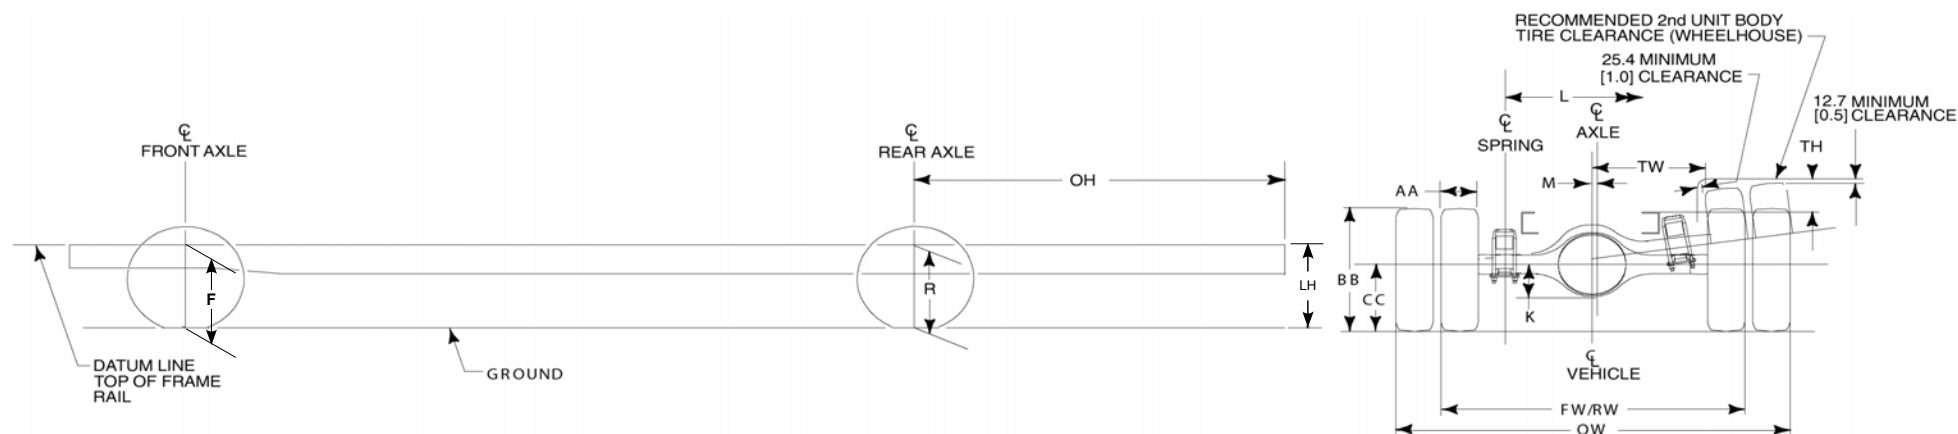 RECOMMENDED 2nd UNIT BODY
TIRE CLEARANCE (WHEELHOUSE)
25.4 MINIMUM
[1.0] CLEARANCE
12.7 MINIMUM
[0.5] CLEARANCE
℄
FRONT AXLE
℄
REAR AXLE
OH
F
R
LH
DATUM LINE
TOP OF FRAME
RAIL
GROUND
L
℄
AXLE
℄
SPRING
TH
TW
M
AA
BB
CC
K
℄
VEHICLE
FW/RW
OW